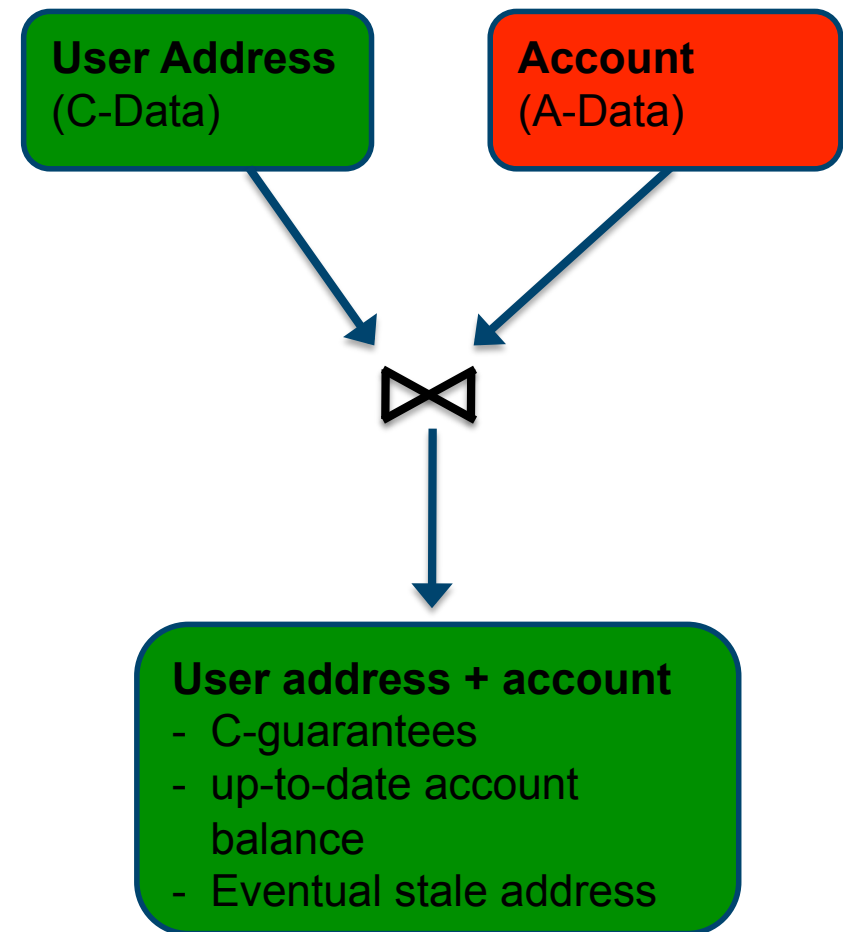 User Address
(C-Data)
Account
(A-Data)
User address + account
- C-guarantees
- up-to-date account
balance
- Eventual stale address